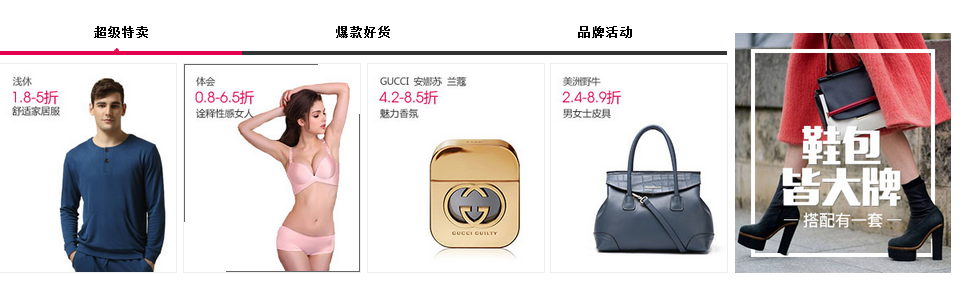 超级特卖
爆款好货
品牌活动
浅休
1.8-5折
舒适家居服
体会
0.8-6.5折
诠释性感女人
GUCCI 安娜苏 兰蔻
4.2-8.5折
魅力香氛
GUCCI GUILTY
美洲野牛
2.4-8.9折
男女士皮具
鞋包
皆大牌
搭配有一套